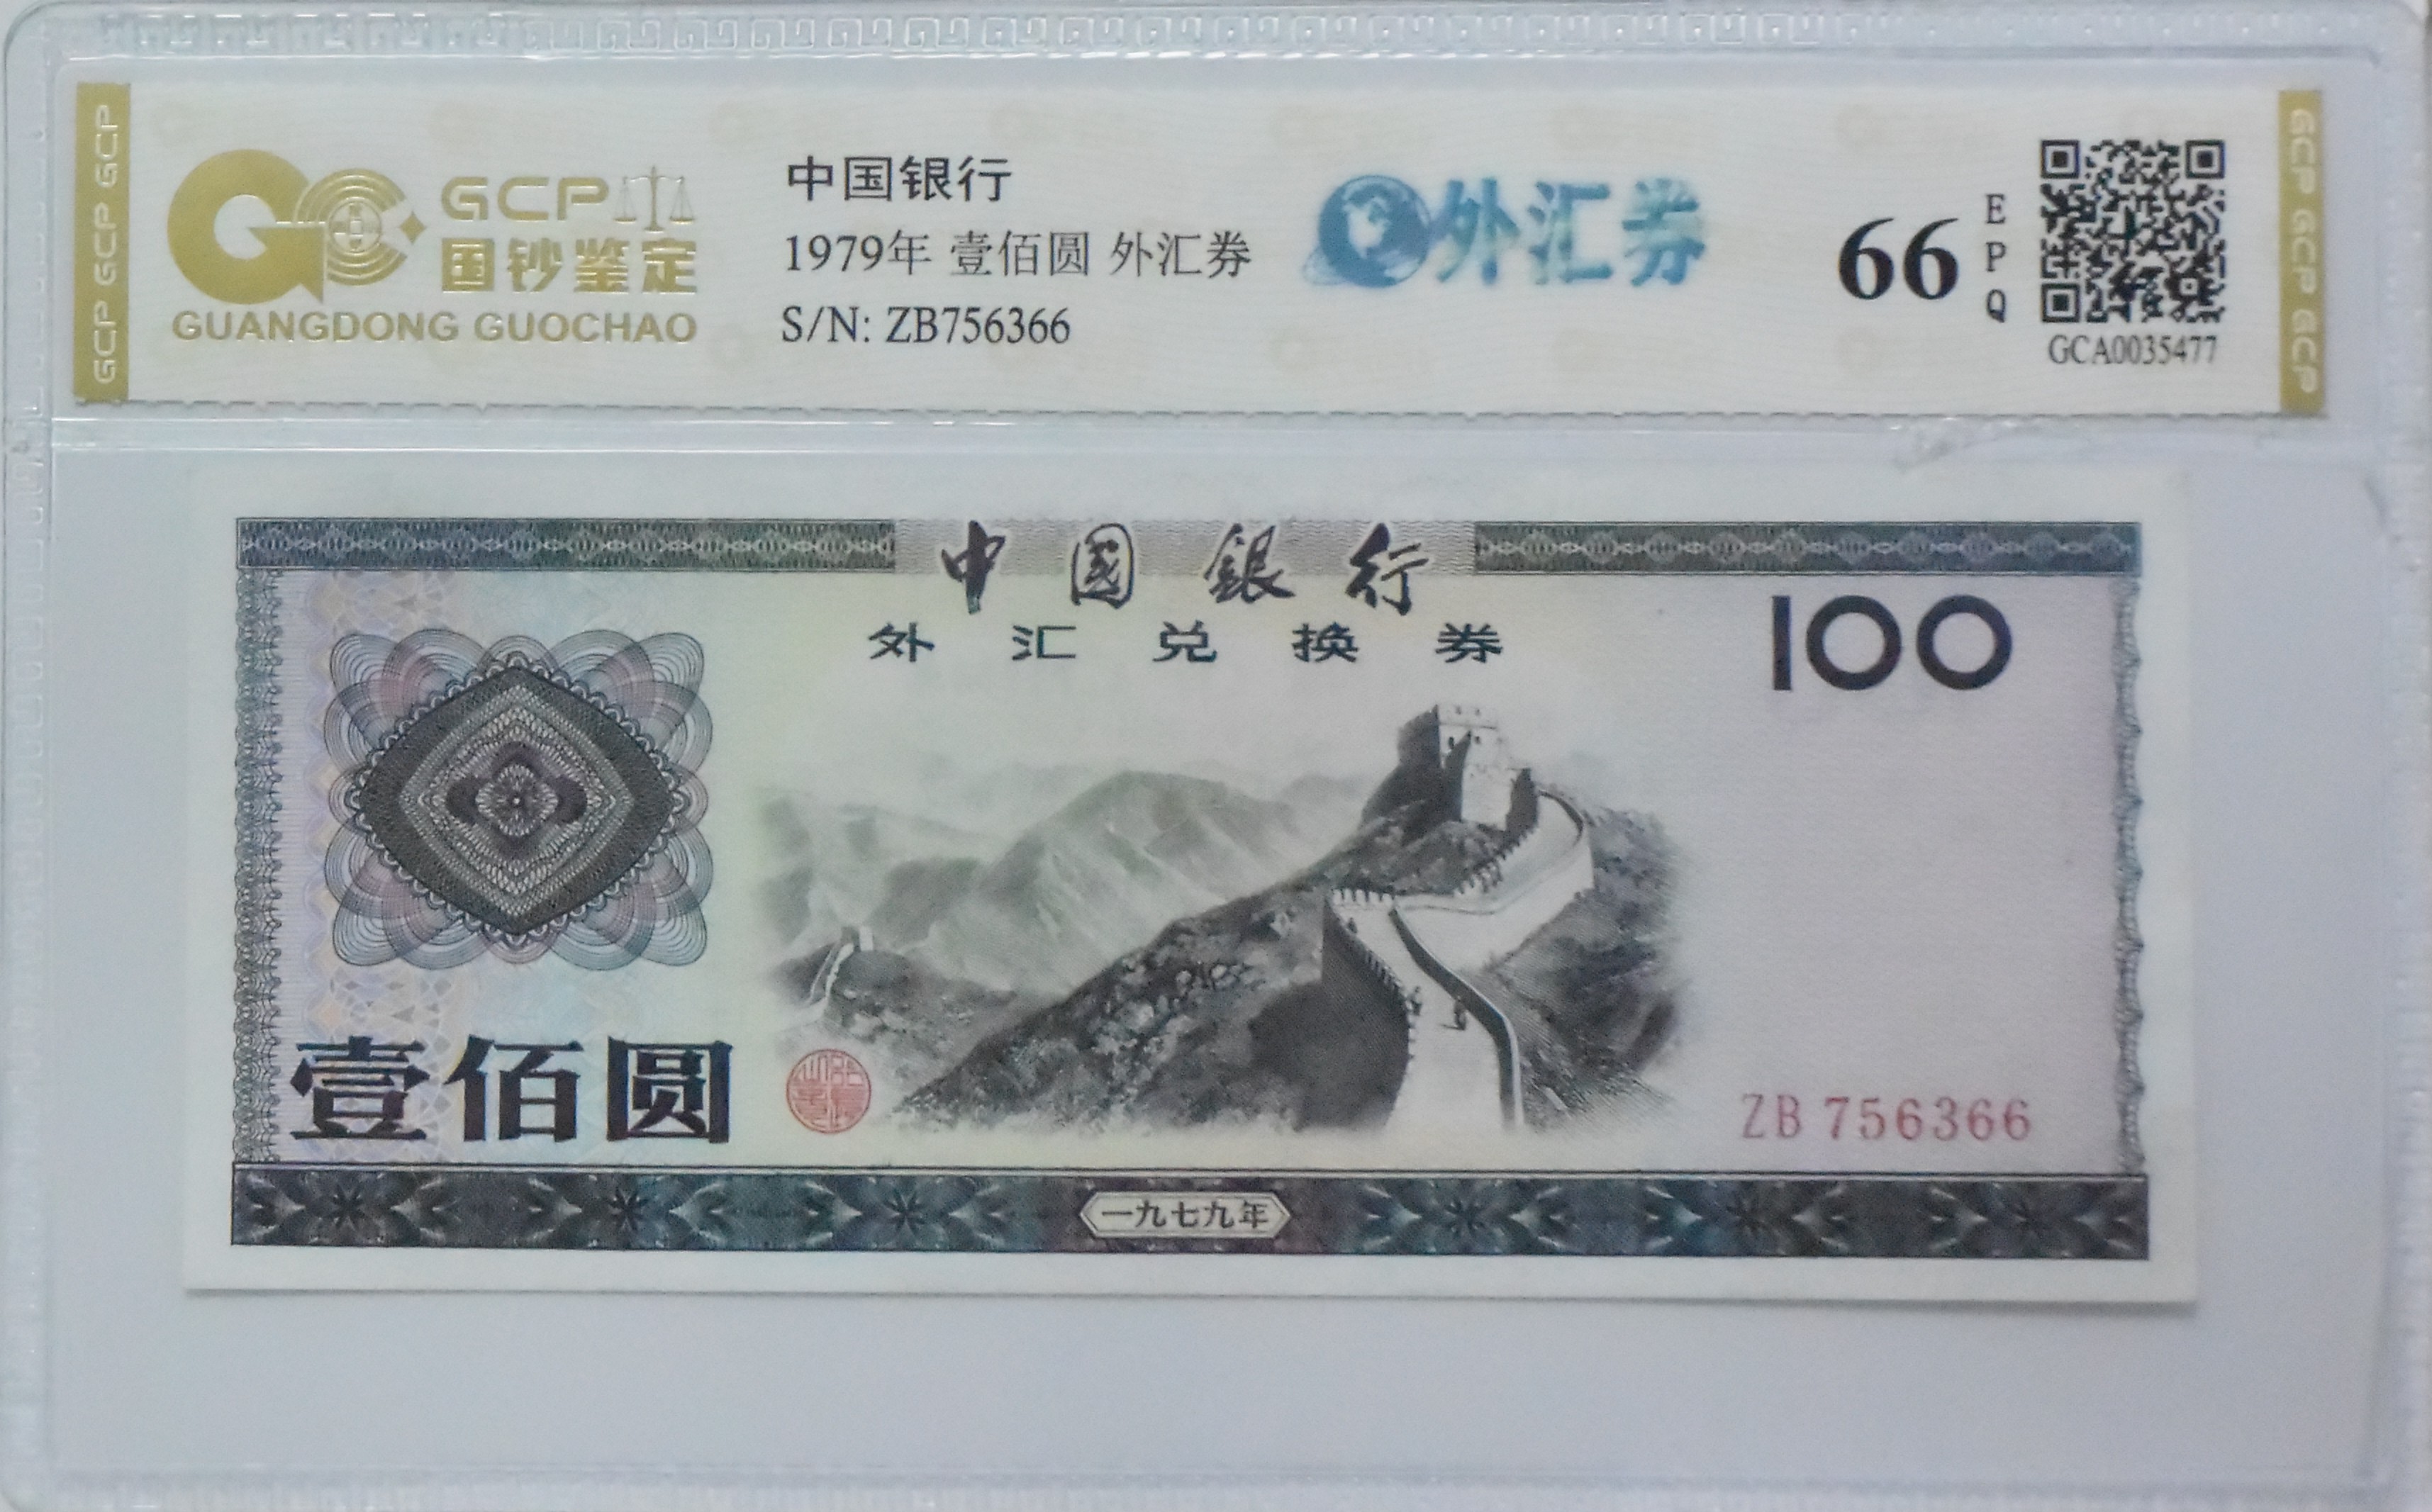 GCP GCP GCP
GCP
国钞鉴定
GUANGDONG GUOCHAO
中国银行
1979年 壹佰圆 外汇券
S/N: ZB756366
外汇券
66
EPQ
GCA0035477
GCP GCP GCP
中國銀行
外汇兑换券
100
壹佰圆
ZB 756366
一九七九年